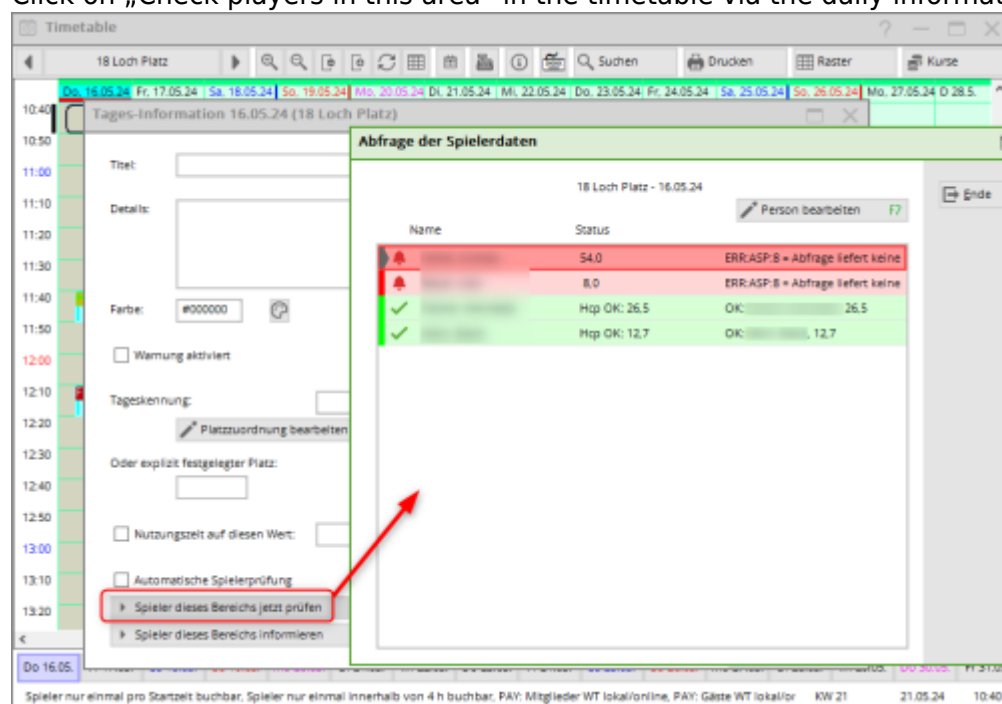 Click on „Check players in this area" in the timetable via the daily informa
Timetable
18 Loch Platz Suchen Drucken Raster Kurse
Do. 16.05.24 Fr. 17.05.24 Sa. 18.05.24 So. 19.05.24 Mo. 20.05.24 Di. 21.05.24 Mi. 22.05.24 Do. 23.05.24 Fr. 24.05.24 Sa. 25.05.24 So. 26.05.24 Mo. 27.05.24 D 28.5.
10:40
Tages-Information 16.05.24 (18 Loch Platz)
10:50
Abfrage der Spielerdaten
Titel:
11:00
18 Loch Platz - 16.05.24
Ende
11:10
Details:
Person bearbeiten F7
11:20
Name Status
11:30
54,0 ERR:ASP:8 = Abfrage liefert keine
8,0 ERR:ASP:8 = Abfrage liefert keine
11:40
Farbe: #000000
Hcp OK: 26,5 OK: 26,5
11:50
Hcp OK: 12,7 OK: , 12,7
12:00
Warnung aktiviert
12:10
Tageskennung:
12:20
Platzzuordnung bearbeiten
12:30
Oder explizit festgelegter Platz:
12:40
12:50
Nutzungszeit auf diesen Wert:
13:00
13:10
Automatische Spielerprüfung
13:20
Spieler dieses Bereichs jetzt prüfen
Spieler dieses Bereichs informieren
Do 16.05.
Spieler nur einmal pro Startzeit buchbar, Spieler nur einmal innerhalb von 4 h buchbar, PAY: Mitglieder WT lokal/online, PAY: Gäste WT lokal/or KW 21 21.05.24 10:40